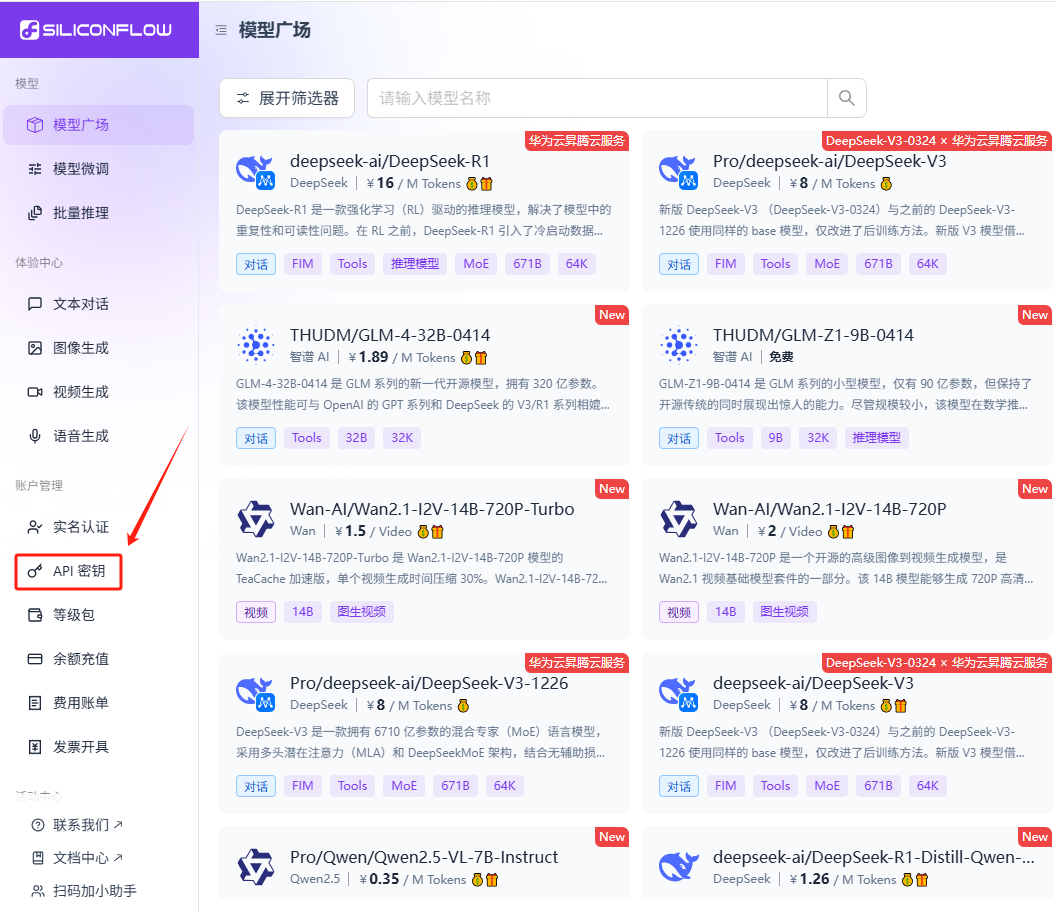 SILICONFLOW
模型
模型广场
模型微调
批量推理
体验中心
文本对话
图像生成
视频生成
语音生成
账户管理
实名认证
API 密钥
等级包
余额充值
费用账单
发票开具
活动中心
联系我们
文档中心
扫码加小助手
模型广场
展开筛选器
请输入模型名称
华为云昇腾云服务
deepseek-ai/DeepSeek-R1
DeepSeek | ￥16 / M Tokens
DeepSeek-R1 是一款强化学习（RL）驱动的推理模型，解决了模型中的
重复性和可读性问题。在 RL 之前，DeepSeek-R1 引入了冷启动数据...
对话 FIM Tools 推理模型 MoE 671B 64K
DeepSeek-V3-0324 × 华为云昇腾云服务
Pro/deepseek-ai/DeepSeek-V3
DeepSeek | ￥8 / M Tokens
新版 DeepSeek-V3 （DeepSeek-V3-0324）与之前的 DeepSeek-V3-
1226 使用同样的 base 模型，仅改进了后训练方法。新版 V3 模型借...
对话 FIM Tools MoE 671B 64K
New
THUDM/GLM-4-32B-0414
智谱 AI | ￥1.89 / M Tokens
GLM-4-32B-0414 是 GLM 系列的新一代开源模型，拥有 320 亿参数。
该模型性能可与 OpenAI 的 GPT 系列和 DeepSeek 的 V3/R1 系列相媲...
对话 Tools 32B 32K
New
THUDM/GLM-Z1-9B-0414
智谱 AI | 免费
GLM-Z1-9B-0414 是 GLM 系列的小型模型，仅有 90 亿参数，但保持了
开源传统的同时展现出惊人的能力。尽管规模较小，该模型在数学推...
对话 Tools 9B 32K 推理模型
New
Wan-AI/Wan2.1-I2V-14B-720P-Turbo
Wan | ￥1.5 / Video
Wan2.1-I2V-14B-720P-Turbo 是 Wan2.1-I2V-14B-720P 模型的
TeaCache 加速版，单个视频生成时间压缩 30%。Wan2.1-I2V-14B-72...
视频 14B 图生视频
New
Wan-AI/Wan2.1-I2V-14B-720P
Wan | ￥2 / Video
Wan2.1-I2V-14B-720P 是一个开源的高级图像到视频生成模型，是
Wan2.1 视频基础模型套件的一部分。该 14B 模型能够生成 720P 高清...
视频 14B 图生视频
华为云昇腾云服务
Pro/deepseek-ai/DeepSeek-V3-1226
DeepSeek | ￥8 / M Tokens
DeepSeek-V3 是一款拥有 6710 亿参数的混合专家（MoE）语言模型，
采用多头潜在注意力（MLA）和 DeepSeekMoE 架构，结合无辅助损...
对话 FIM Tools MoE 671B 64K
DeepSeek-V3-0324 × 华为云昇腾云服务
deepseek-ai/DeepSeek-V3
DeepSeek | ￥8 / M Tokens
新版 DeepSeek-V3 （DeepSeek-V3-0324）与之前的 DeepSeek-V3-
1226 使用同样的 base 模型，仅改进了后训练方法。新版 V3 模型借...
对话 FIM Tools MoE 671B 64K
New
Pro/Qwen/Qwen2.5-VL-7B-Instruct
Qwen2.5 | ￥0.35 / M Tokens
New
deepseek-ai/DeepSeek-R1-Distill-Qwen-...
DeepSeek | ￥1.26 / M Tokens